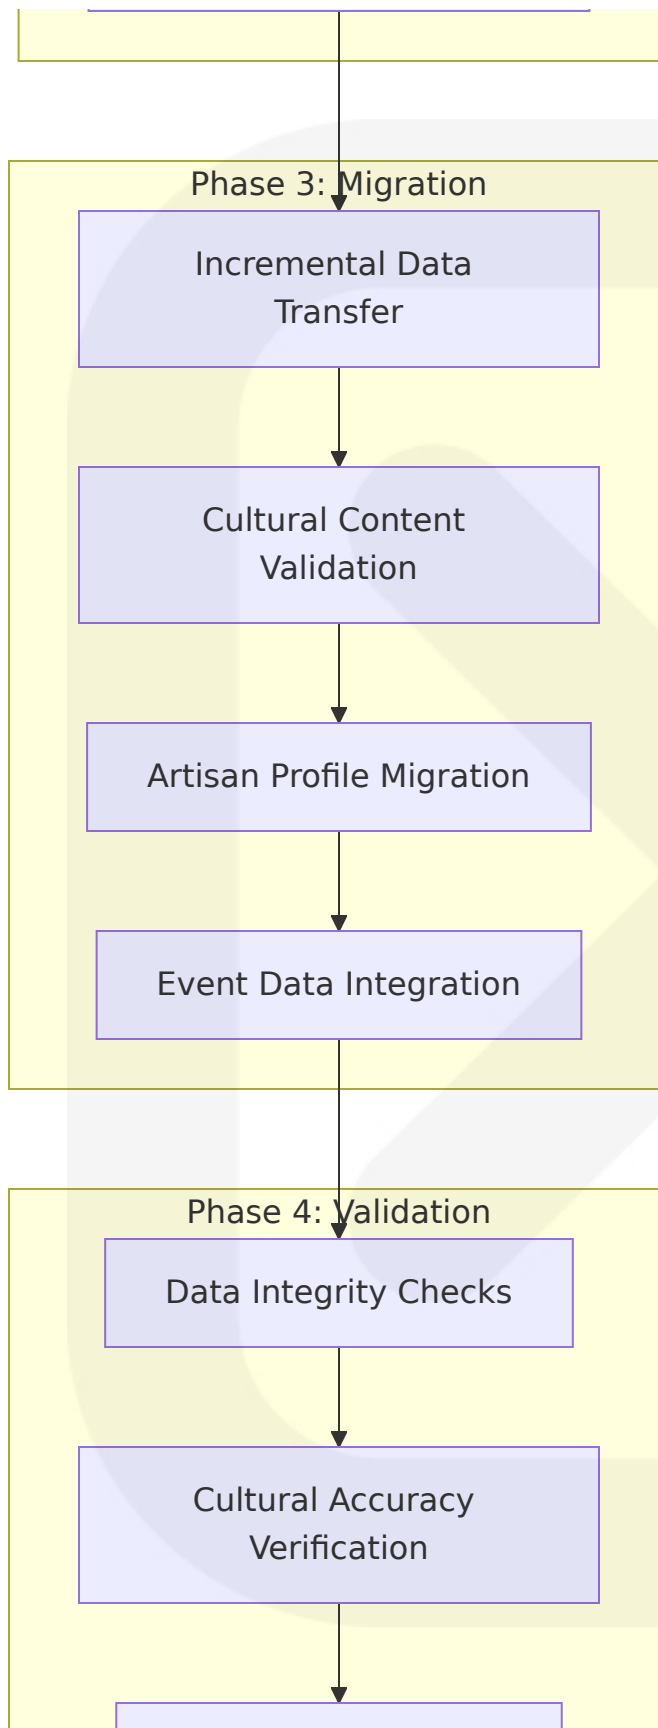 Phase 3: Migration
Incremental Data
Transfer
Cultural Content
Validation
Artisan Profile Migration
Event Data Integration
Phase 4: Validation
Data Integrity Checks
Cultural Accuracy
Verification